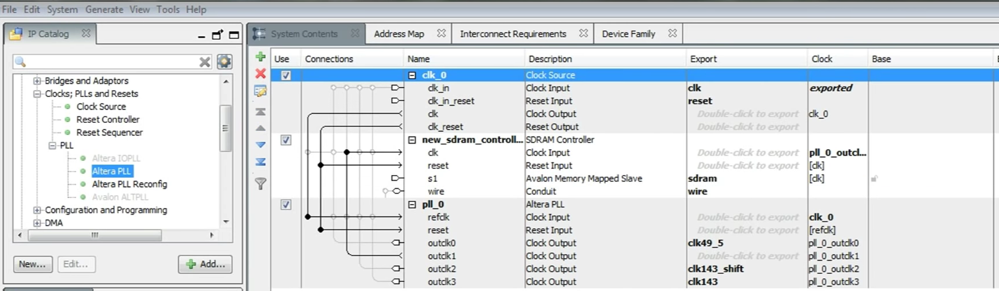 File Edit System Generate View Tools Help
IP Catalog
Bridges and Adaptors
Clocks; PLLs and Resets
Clock Source
Reset Controller
Reset Sequencer
PLL
Altera IOPLL
Altera PLL
Altera PLL Reconfig
Avalon ALTPLL
Configuration and Programming
DMA
New... Edit... Add...
System Contents Address Map Interconnect Requirements Device Family
Use Connections Name Description Export Clock Base
clk_0 Clock Source
clk_in Clock Input clk exported
clk_in_reset Reset Input reset
clk Clock Output Double-click to export clk_0
clk_reset Reset Output Double-click to export
new_sdram_controll... SDRAM Controller
clk Clock Input Double-click to export pll_0_outcl...
reset Reset Input Double-click to export [clk]
s1 Avalon Memory Mapped Slave sdram [clk]
wire Conduit wire
pll_0 Altera PLL
refclk Clock Input Double-click to export clk_0
reset Reset Input Double-click to export [refclk]
outclk0 Clock Output clk49_5 pll_0_outclk0
outclk1 Clock Output Double-click to export pll_0_outclk1
outclk2 Clock Output clk143_shift pll_0_outclk2
outclk3 Clock Output clk143 pll_0_outclk3